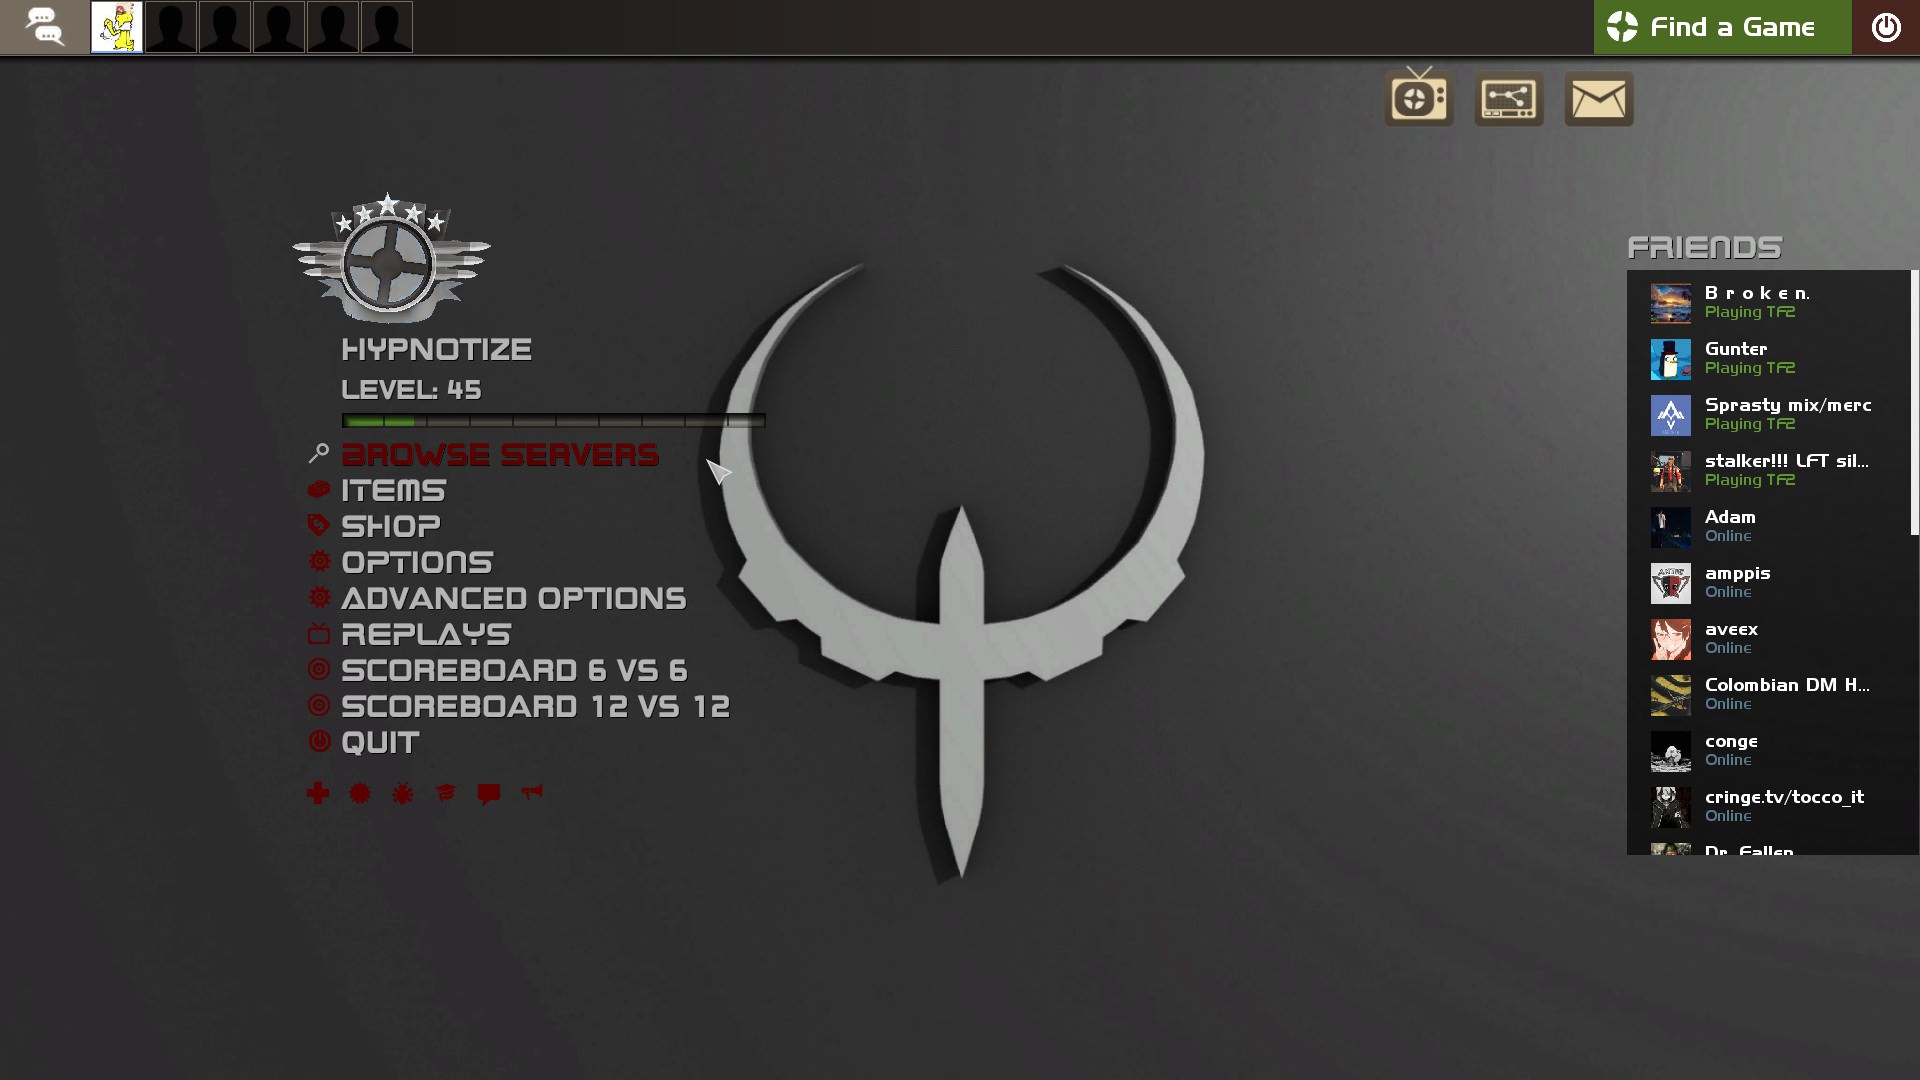 Find a Game
HYPNOTIZE
LEVEL: 45
BROWSE SERVERS
ITEMS
SHOP
OPTIONS
ADVANCED OPTIONS
REPLAYS
SCOREBOARD 6 VS 6
SCOREBOARD 12 VS 12
QUIT
FRIENDS
B r o k e n.
Playing TF2
Gunter
Playing TF2
Sprasty mix/merc
Playing TF2
stalker!!! LFT sil...
Playing TF2
Adam
Online
amppis
Online
aveex
Online
Colombian DM H...
Online
conge
Online
cringe.tv/tocco_it
Online
Dr. Fallen